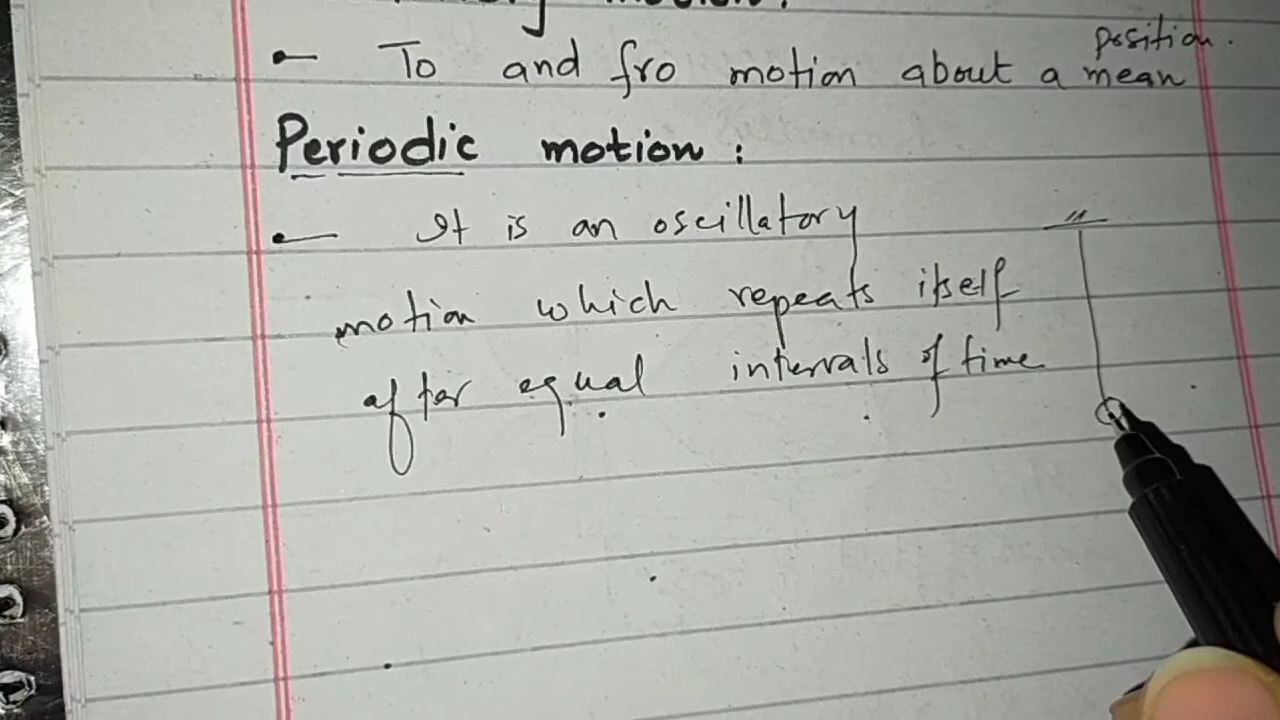 motion:
position.
- To and fro motion about a mean
Periodic motion:
- It is an oscillatory
motion which repeats itself
after equal intervals of time